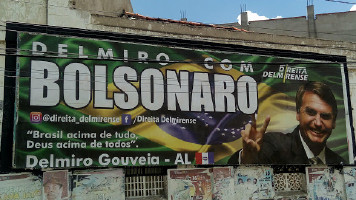 DELMIRO COM
BOLSONARO
DIREITA
DELMIRENSE
@direita_delmirense /Direita Delmirense
"Brasil acima de tudo,
Deus acima de todos".
Delmiro Gouveia - AL